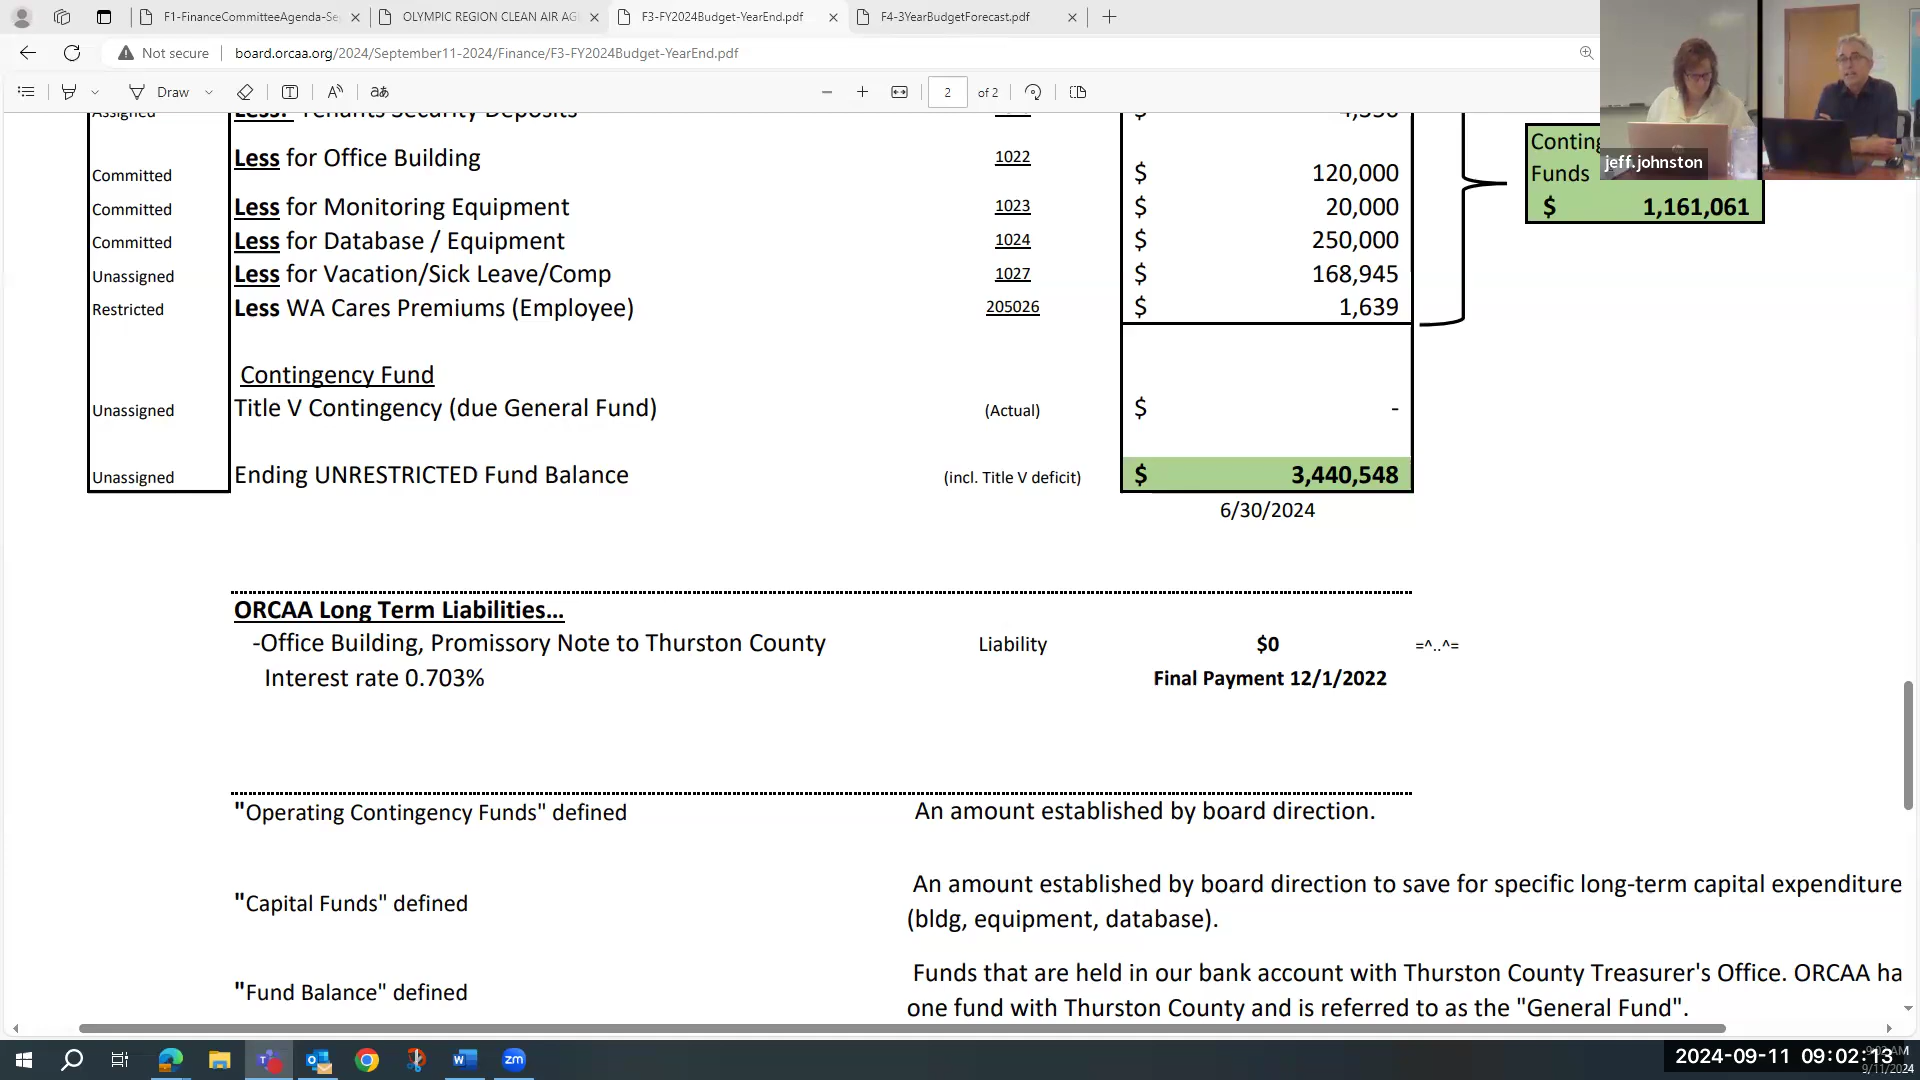 F1-FinanceCommitteeAgenda-Se
OLYMPIC REGION CLEAN AIR AG
F3-FY2024Budget-YearEnd.pdf
F4-3YearBudgetForecast.pdf
Not secure
board.orcaa.org/2024/September11-2024/Finance/F3-FY2024Budget-YearEnd.pdf
Draw
2 of 2
Assigned Less: Tenants Security Deposits
Committed Less for Office Building 1022 $ 120,000
Committed Less for Monitoring Equipment 1023 $ 20,000
Committed Less for Database / Equipment 1024 $ 250,000
Unassigned Less for Vacation/Sick Leave/Comp 1027 $ 168,945
Restricted Less WA Cares Premiums (Employee) 205026 $ 1,639
Funds
$ 1,161,061
jeff.johnston
Contingency Fund
Unassigned Title V Contingency (due General Fund) (Actual) $ -
Unassigned Ending UNRESTRICTED Fund Balance (incl. Title V deficit) $ 3,440,548
6/30/2024
ORCAA Long Term Liabilities...
-Office Building, Promissory Note to Thurston County Liability $0 =^..^=
Interest rate 0.703% Final Payment 12/1/2022
"Operating Contingency Funds" defined An amount established by board direction.
"Capital Funds" defined An amount established by board direction to save for specific long-term capital expenditure
(bldg, equipment, database).
"Fund Balance" defined Funds that are held in our bank account with Thurston County Treasurer's Office. ORCAA ha
one fund with Thurston County and is referred to as the "General Fund".
2024-09-11 09:02:13
9/11/2024